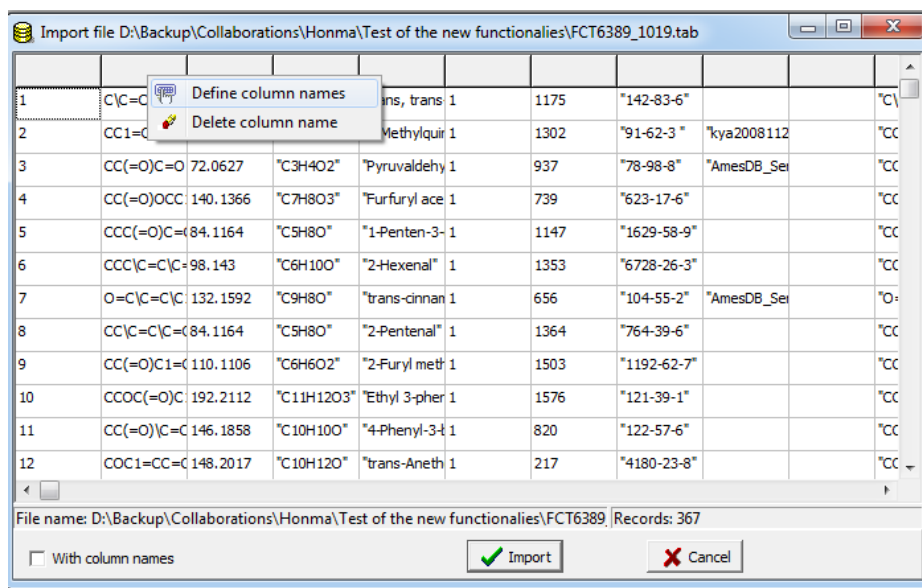 Import file D:\Backup\Collaborations\Honma\Test of the new functionalies\FCT6389_1019.tab
Define column names
Delete column name
1 C\C=C ans, trans- 1 1175 "142-83-6" "C\
2 CC1=C Methylquir 1 1302 "91-62-3 " "kya2008112 "CC
3 CC(=O)C=O 72.0627 "C3H4O2" "Pyruvaldehy 1 937 "78-98-8" "AmesDB_Ser "CC
4 CC(=O)OCC 140.1366 "C7H8O3" "Furfuryl ace 1 739 "623-17-6" "CC
5 CCC(=O)C=( 84.1164 "C5H8O" "1-Penten-3- 1 1147 "1629-58-9" "CC
6 CCC\C=C\C= 98.143 "C6H10O" "2-Hexenal" 1 1353 "6728-26-3" "CC
7 O=C\C=C\C 132.1592 "C9H8O" "trans-cinnam 1 656 "104-55-2" "AmesDB_Ser "O=
8 CC\C=C\C=( 84.1164 "C5H8O" "2-Pentenal" 1 1364 "764-39-6" "CC
9 CC(=O)C1=C 110.1106 "C6H6O2" "2-Furyl meth 1 1503 "1192-62-7" "CC
10 CCOC(=O)C 192.2112 "C11H12O3" "Ethyl 3-pher 1 1576 "121-39-1" "CC
11 CC(=O)\C=C 146.1858 "C10H10O" "4-Phenyl-3-b 1 820 "122-57-6" "CC
12 COC1=CC=C 148.2017 "C10H12O" "trans-Aneth 1 217 "4180-23-8" "CC
File name: D:\Backup\Collaborations\Honma\Test of the new functionalies\FCT6389 Records: 367
With column names Import Cancel